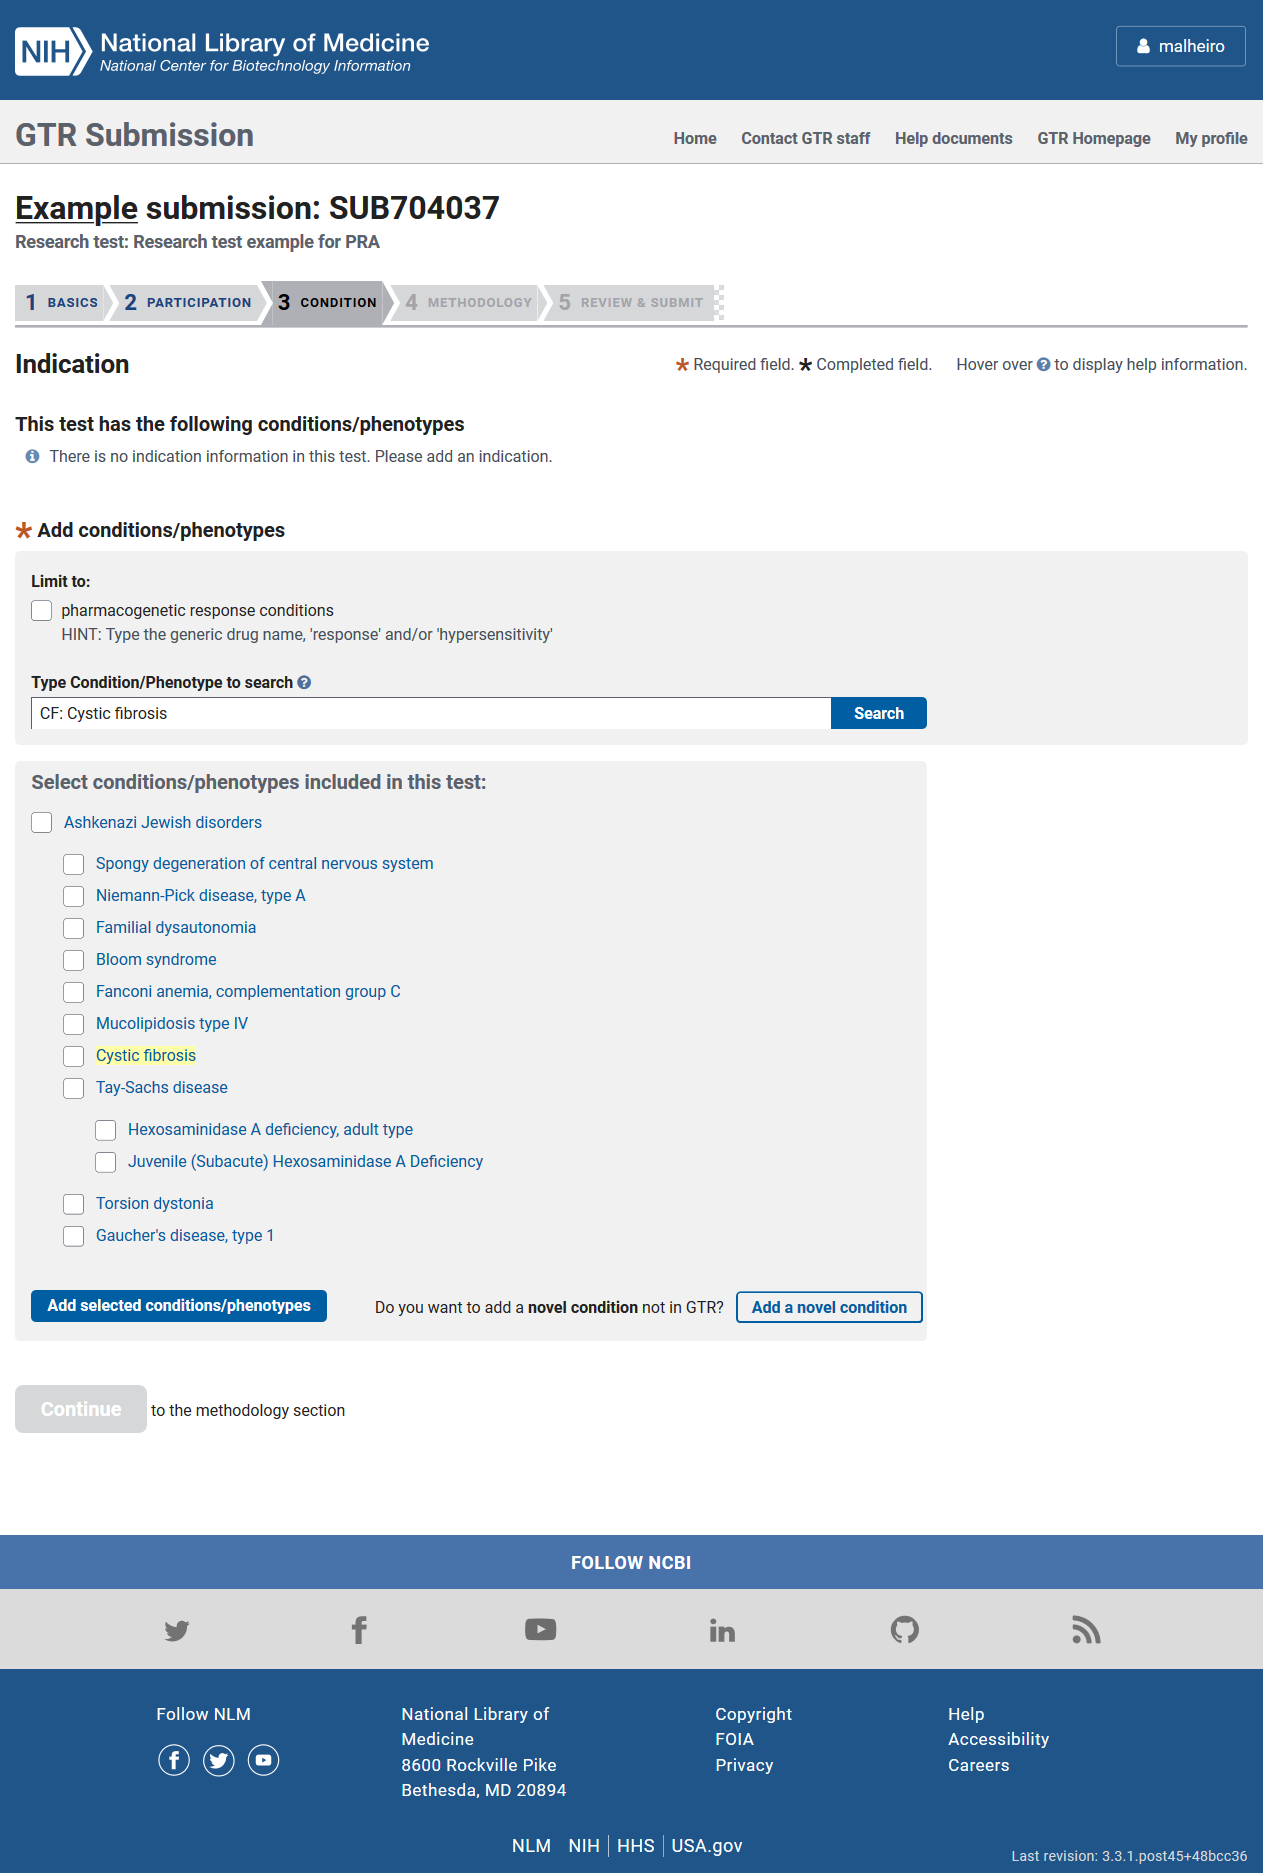 NIH National Library of Medicine
National Center for Biotechnology Information
malheiro
GTR Submission
Home Contact GTR staff Help documents GTR Homepage My profile
Example submission: SUB704037
Research test: Research test example for PRA
1 BASICS 2 PARTICIPATION 3 CONDITION 4 METHODOLOGY 5 REVIEW & SUBMIT
Indication
* Required field. * Completed field. Hover over ? to display help information.
This test has the following conditions/phenotypes
There is no indication information in this test. Please add an indication.
* Add conditions/phenotypes
Limit to:
pharmacogenetic response conditions
HINT: Type the generic drug name, 'response' and/or 'hypersensitivity'
Type Condition/Phenotype to search ?
CF: Cystic fibrosis
Search
Select conditions/phenotypes included in this test:
Ashkenazi Jewish disorders
Spongy degeneration of central nervous system
Niemann-Pick disease, type A
Familial dysautonomia
Bloom syndrome
Fanconi anemia, complementation group C
Mucolipidosis type IV
Cystic fibrosis
Tay-Sachs disease
Hexosaminidase A deficiency, adult type
Juvenile (Subacute) Hexosaminidase A Deficiency
Torsion dystonia
Gaucher's disease, type 1
Add selected conditions/phenotypes Do you want to add a novel condition not in GTR? Add a novel condition
Continue to the methodology section
FOLLOW NCBI
Follow NLM
National Library of
Medicine
8600 Rockville Pike
Bethesda, MD 20894
Copyright
FOIA
Privacy
Help
Accessibility
Careers
NLM NIH HHS USA.gov
Last revision: 3.3.1.post45+48bcc36